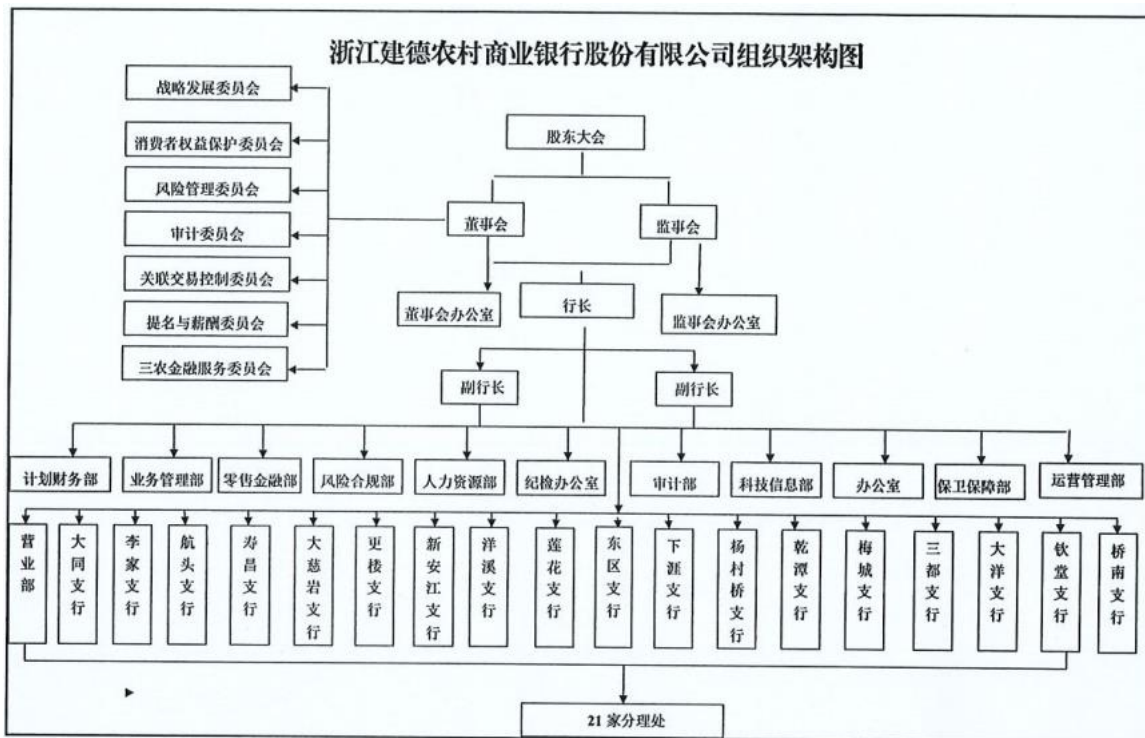 浙江建德农村商业银行股份有限公司组织架构图
战略发展委员会
消费者权益保护委员会
风险管理委员会
审计委员会
关联交易控制委员会
提名与薪酬委员会
三农金融服务委员会
股东大会
董事会
监事会
董事会办公室
行长
监事会办公室
副行长
副行长
计划财务部
业务管理部
零售金融部
风险合规部
人力资源部
纪检办公室
审计部
科技信息部
办公室
保卫保障部
运营管理部
营业部
大同支行
李家支行
航头支行
寿昌支行
大慈岩支行
更楼支行
新安江支行
洋溪支行
莲花支行
东区支行
下涯支行
杨村桥支行
乾潭支行
梅城支行
三都支行
大洋支行
钦堂支行
桥南支行
21 家分理处